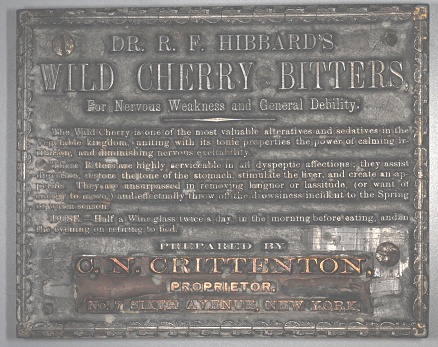 DR. R. F. HIBBARD'S
WILD CHERRY BITTERS
For Nervous Weakness and General Debility.
The Wild Cherry is one of the most valuable alteratives and sedatives in the
vegetable kingdom, uniting with its tonic properties the power of calming ir-
ritation, and diminishing nervous excitability.
These Bitters are highly serviceable in all dyspeptic affections; they assist
digestion, restore the tone of the stomach, stimulate the liver, and create an ap-
petite. They are unsurpassed in removing languor or lassitude, (or want of
to move) and effectually throw off the drowsiness incident to the Spring
season.
DOSE.—Half a Wine-glass twice a day, in the morning before eating, and in
the evening on retiring to bed.
PREPARED BY
C. N. CRITTENTON,
PROPRIETOR,
No. 7 SIXTH AVENUE, NEW YORK.